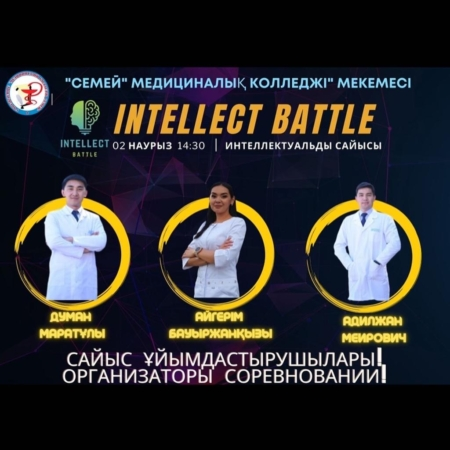 "СЕМЕЙ" МЕДИЦИНАЛЫҚ КОЛЛЕДЖІ" МЕКЕМЕСІ
INTELLECT BATTLE
INTELLECT
BATTLE
02 НАУРЫЗ 14:30 | ИНТЕЛЛЕКТУАЛЬДЫ САЙЫСЫ
ДУМАН
МАРАТҰЛЫ
АЙГЕРІМ
БАУЫРЖАНҚЫЗЫ
АДИЛЖАН
МЕИРОВИЧ
САЙЫС ҰЙЫМДАСТЫРУШЫЛАРЫ!
ОРГАНИЗАТОРЫ СОРЕВНОВАНИИ!